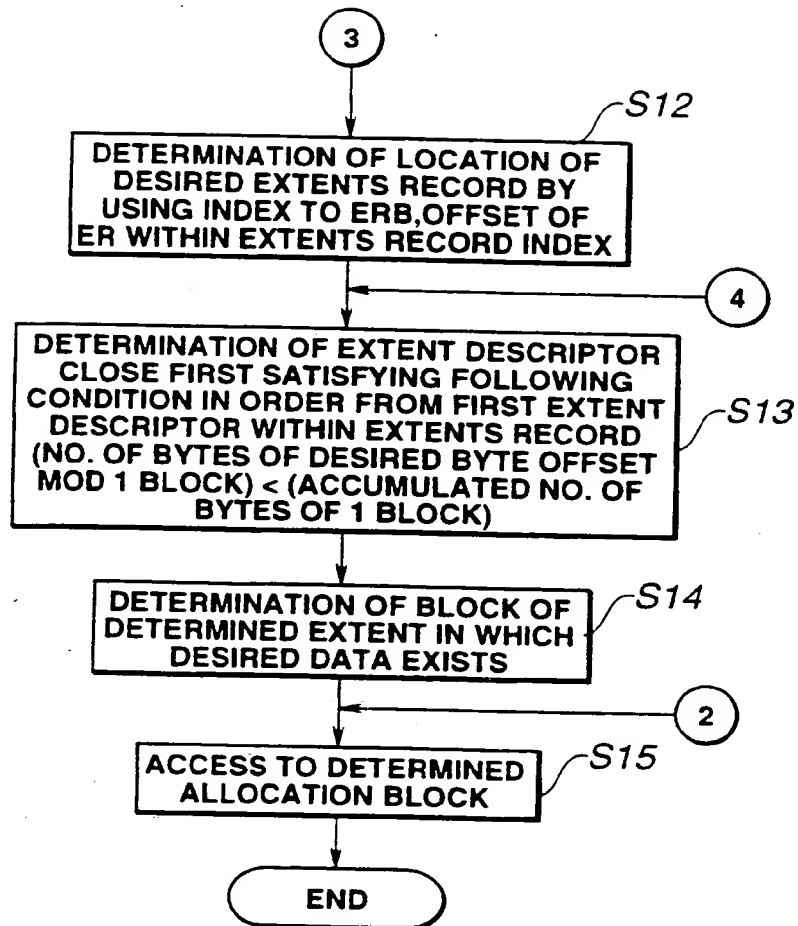 3
S12
DETERMINATION OF LOCATION OF
DESIRED EXTENTS RECORD BY
USING INDEX TO ERB,OFFSET OF
ER WITHIN EXTENTS RECORD INDEX
4
DETERMINATION OF EXTENT DESCRIPTOR
CLOSE FIRST SATISFYING FOLLOWING
CONDITION IN ORDER FROM FIRST EXTENT
DESCRIPTOR WITHIN EXTENTS RECORD
(NO. OF BYTES OF DESIRED BYTE OFFSET
MOD 1 BLOCK) < (ACCUMULATED NO. OF
BYTES OF 1 BLOCK)
S13
DETERMINATION OF BLOCK OF
DETERMINED EXTENT IN WHICH
DESIRED DATA EXISTS
S14
2
ACCESS TO DETERMINED
ALLOCATION BLOCK
S15
END